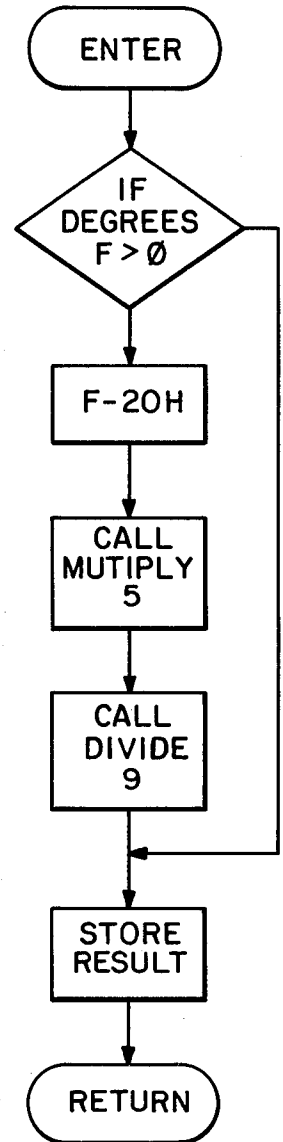 ENTER
IF
DEGREES
F > Ø
F-20H
CALL
MUTIPLY
5
CALL
DIVIDE
9
STORE
RESULT
RETURN